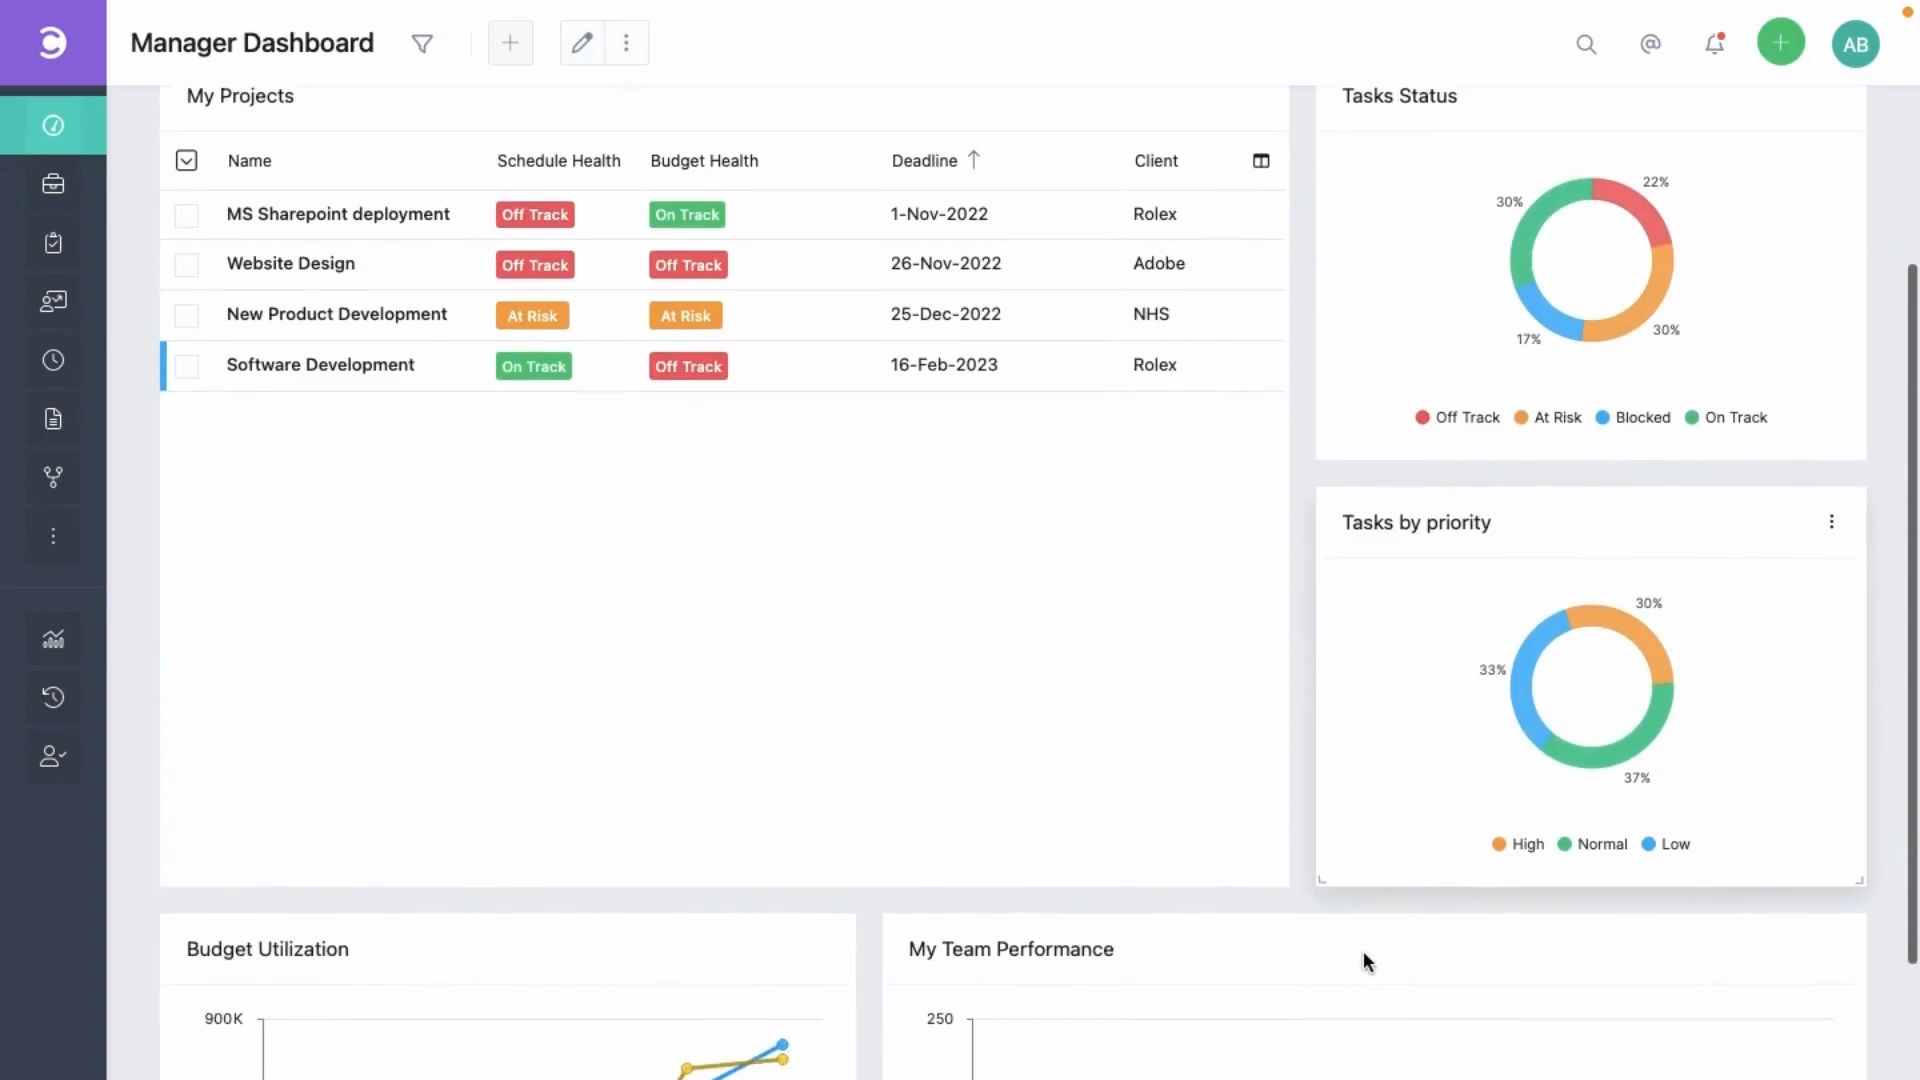 Manager Dashboard
AB
My Projects
Name Schedule Health Budget Health Deadline Client
MS Sharepoint deployment Off Track On Track 1-Nov-2022 Rolex
Website Design Off Track Off Track 26-Nov-2022 Adobe
New Product Development At Risk At Risk 25-Dec-2022 NHS
Software Development On Track Off Track 16-Feb-2023 Rolex
Tasks Status
22%
30%
30%
17%
Off Track At Risk Blocked On Track
Tasks by priority
30%
33%
37%
High Normal Low
Budget Utilization
900K
My Team Performance
250